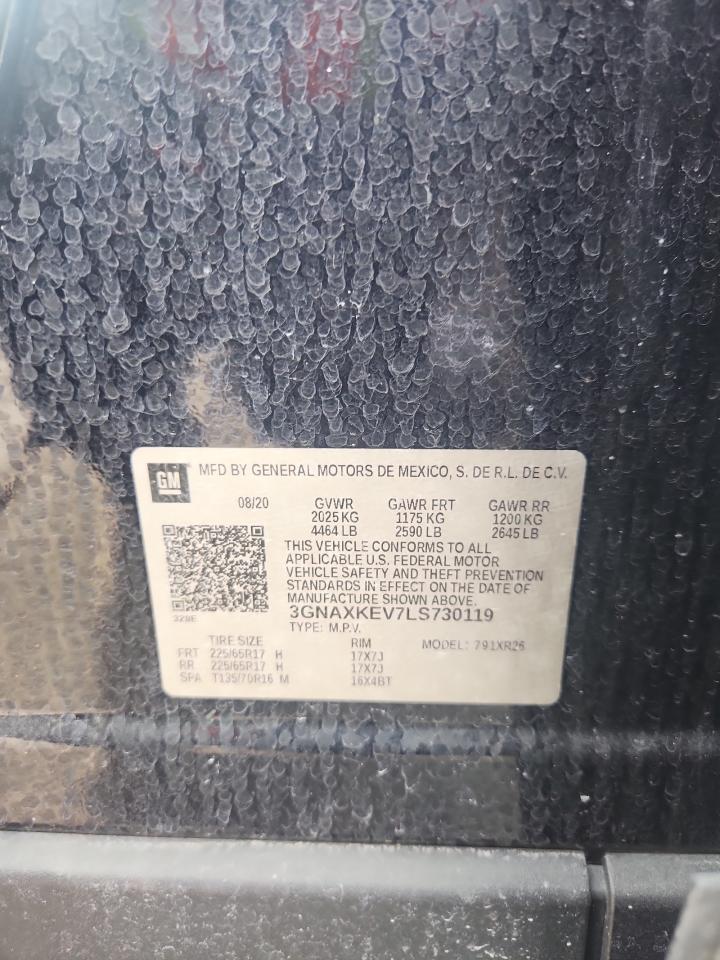 GM
MFD BY GENERAL MOTORS DE MEXICO, S. DE R.L. DE C.V.
08/20 GVWR GAWR FRT GAWR RR
2025 KG 1175 KG 1200 KG
4464 LB 2590 LB 2645 LB
THIS VEHICLE CONFORMS TO ALL
APPLICABLE U.S. FEDERAL MOTOR
VEHICLE SAFETY AND THEFT PREVENTION
STANDARDS IN EFFECT ON THE DATE OF
MANUFACTURE SHOWN ABOVE.
3GNAXKEV7LS730119
TYPE: M.P.V.
TIRE SIZE RIM MODEL: 791XR26
FRT 225/65R17 H 17X7J
RR 225/65R17 H 17X7J
SPA T135/70R16 M 16X4BT